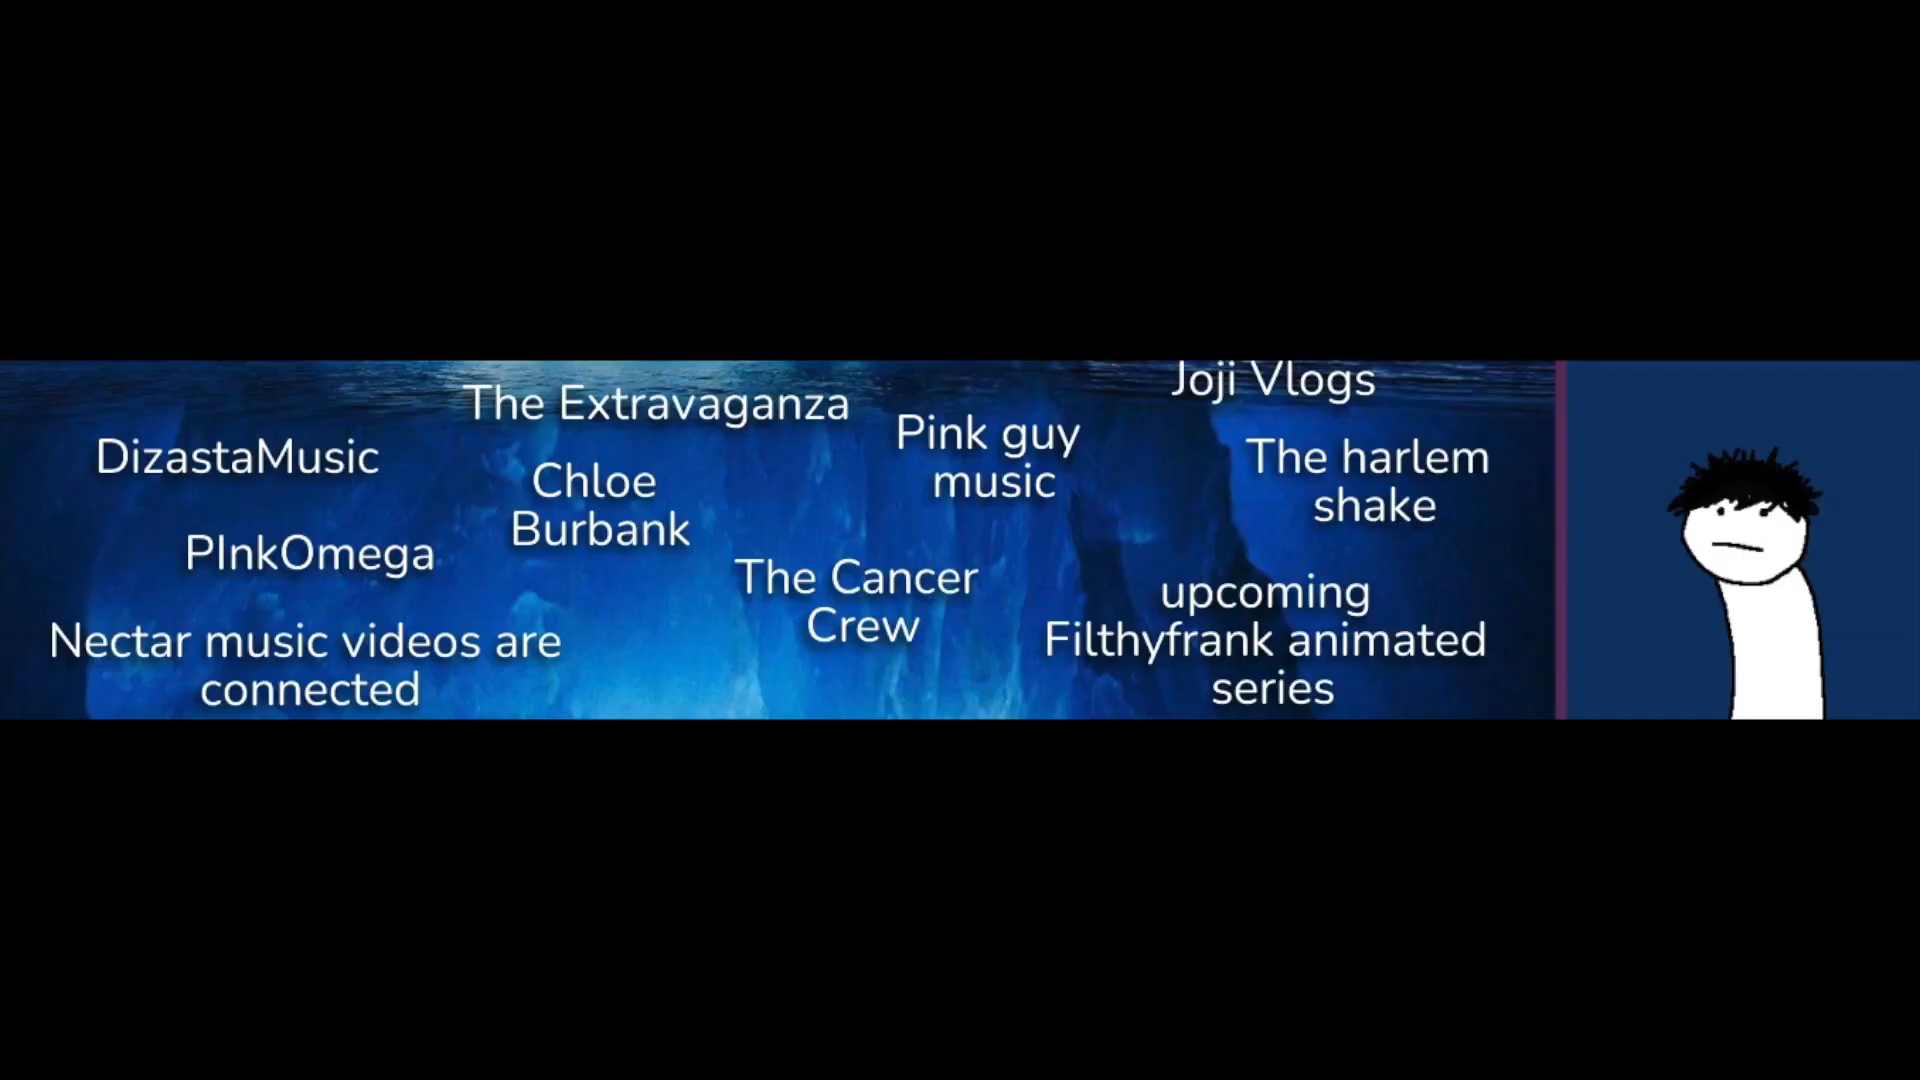 Joji Vlogs
The Extravaganza
Pink guy
music
DizastaMusic
The harlem
shake
Chloe
Burbank
PInkOmega
The Cancer
Crew
upcoming
Filthyfrank animated
series
Nectar music videos are
connected